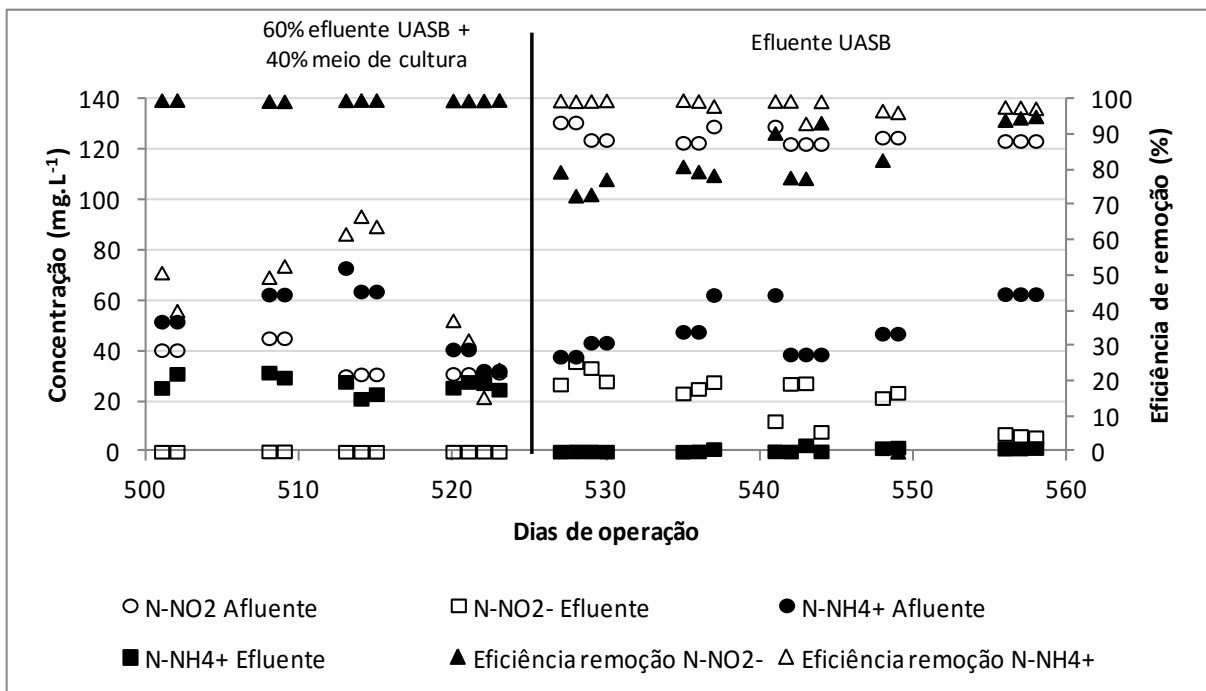 60% efluente UASB +
40% meio de cultura
Efluente UASB
Concentração (mg.L-1)
140
120
100
80
60
40
20
0
100
90
80
70
60
50
40
30
20
10
0
Eficiência de remoção (%)
500 510 520 530 540 550 560
Dias de operação
N-NO2 Afluente N-NO2- Efluente N-NH4+ Afluente
N-NH4+ Efluente Eficiência remoção N-NO2- Eficiência remoção N-NH4+